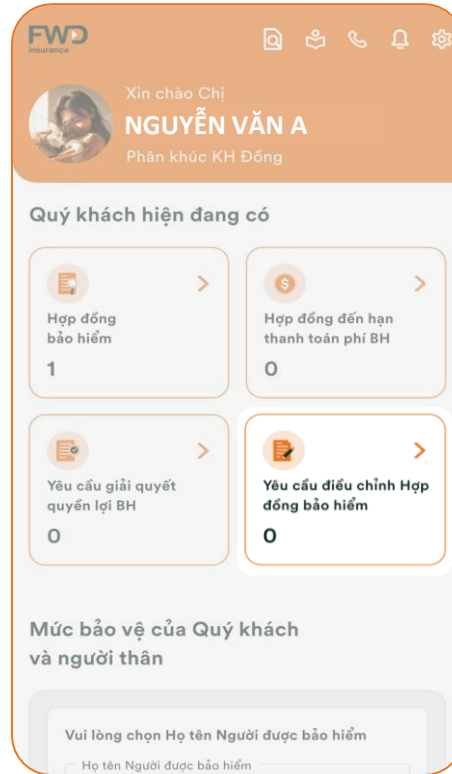 FWD
insurance
Xin chào Chị
NGUYỄN VĂN A
Phân khúc KH Đồng
Quý khách hiện đang có
Hợp đồng
bảo hiểm
1
Hợp đồng đến hạn
thanh toán phí BH
0
Yêu cầu giải quyết
quyền lợi BH
0
Yêu cầu điều chỉnh Hợp
đồng bảo hiểm
0
Mức bảo vệ của Quý khách
và người thân
Vui lòng chọn Họ tên Người được bảo hiểm
Họ tên Người được bảo hiểm